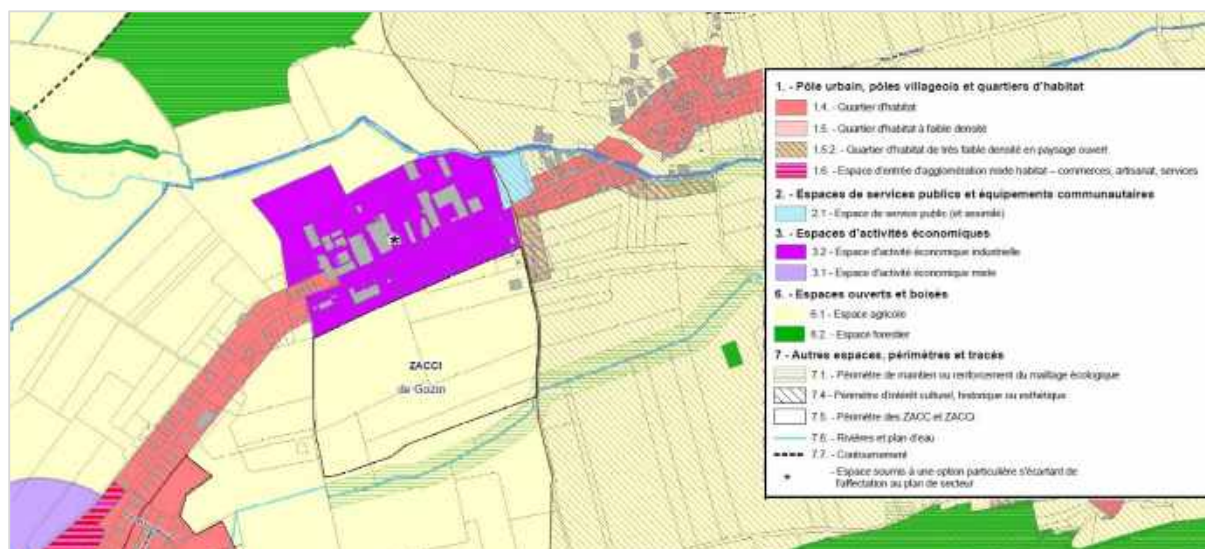 ZACCI
de Gozin
1. - Pôle urbain, pôles villageois et quartiers d'habitat
1.4. - Quartier d'habitat
1.5. - Quartier d'habitat à faible densité
1.5.2. - Quartier d'habitat de très faible densité en paysage ouvert
1.6. - Espace d'entrée d'agglomération mode habitat – commerces, artisanat, services
2. - Espaces de services publics et équipements communautaires
2.1 - Espace de service public (et assimilé)
3. - Espaces d'activités économiques
3.2 - Espace d'activité économique industrielle
3.1 - Espace d'activité économique mixte
6. - Espaces ouverts et boisés
6.1 - Espace agricole
6.2. - Espace forestier
7 - Autres espaces, périmètres et tracés
7.1. - Périmètre de maintien ou renforcement du maillage écologique
7.4 - Périmètre d'intérêt culturel, historique ou esthétique
7.5. - Périmètre des ZACC et ZACCI
7.6. - Rivières et plan d'eau
7.7. - Contournement
* - Espace soumis à une option particulière s'écartant de
l'affectation au plan de secteur